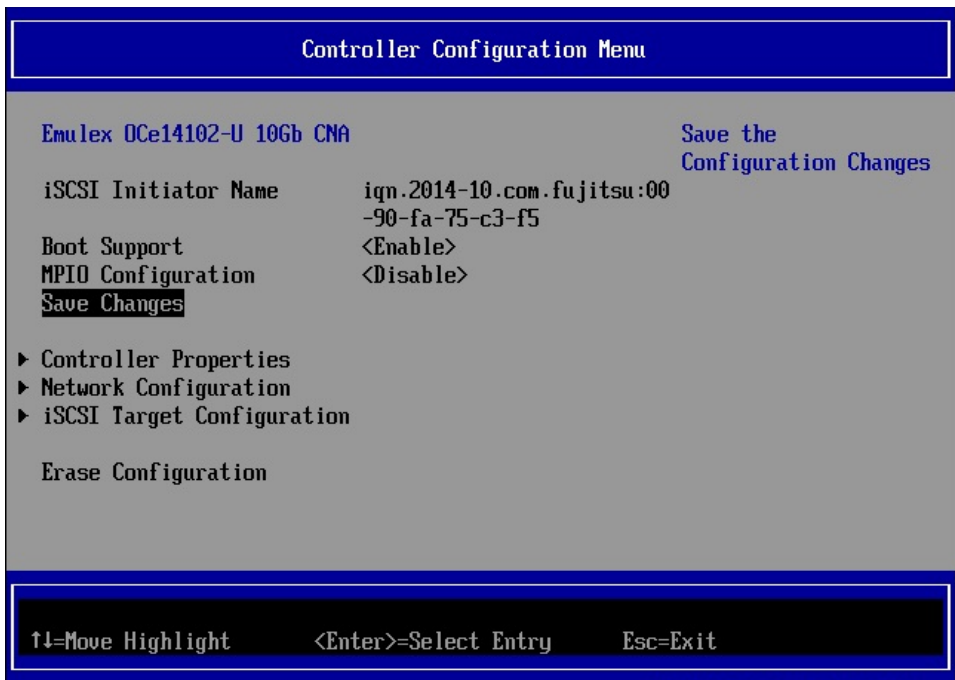 Controller Configuration Menu
Emulex OCe14102-U 10Gb CNA
Save the
Configuration Changes
iSCSI Initiator Name iqn.2014-10.com.fujitsu:00
-90-fa-75-c3-f5
Boot Support <Enable>
MPIO Configuration <Disable>
Save Changes
▶ Controller Properties
▶ Network Configuration
▶ iSCSI Target Configuration
Erase Configuration
↑↓=Move Highlight <Enter>=Select Entry Esc=Exit